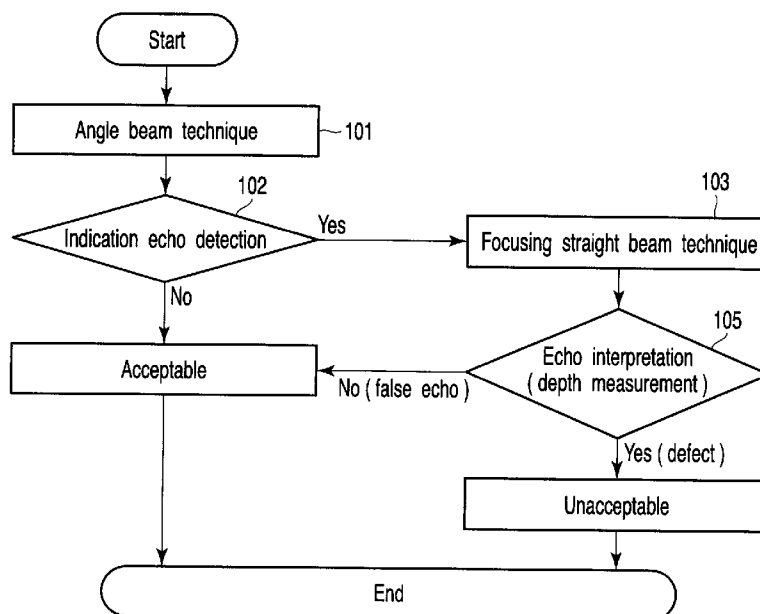 Start
Angle beam technique
101
102
Indication echo detection
Yes
103
Focusing straight beam technique
No
105
Echo interpretation
( depth measurement )
Acceptable
No ( false echo )
Yes ( defect )
Unacceptable
End